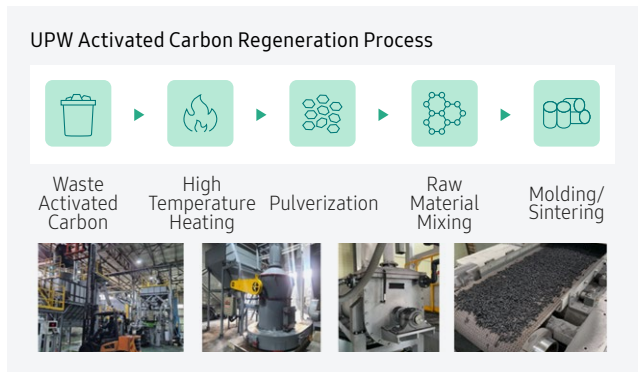 UPW Activated Carbon Regeneration Process
Waste
Activated
Carbon
High
Temperature
Heating
Pulverization
Raw
Material
Mixing
Molding/
Sintering